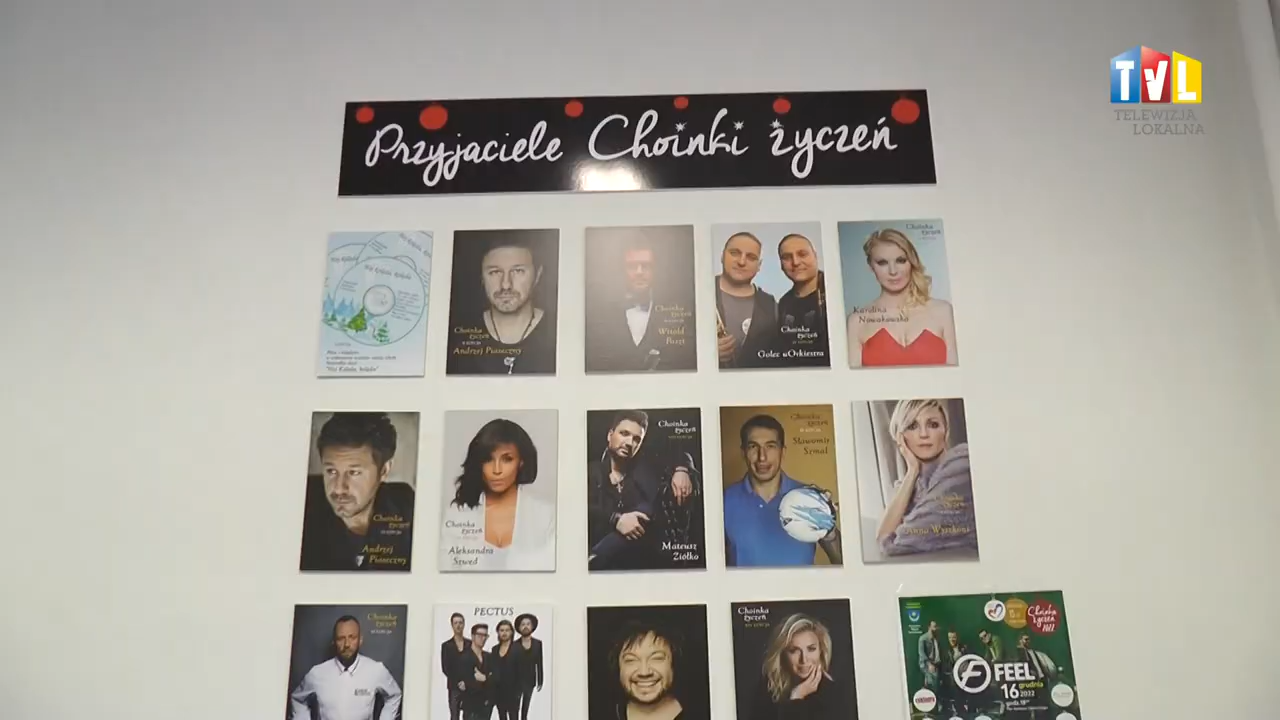 TVL
TELEWIZJA
LOKALNA
Przyjaciele Choinki życzeń
Choinka
życzeń
Andrzej Piaseczny
Choinka
życzeń
Witold
Choinka
życzeń
Golec uOrkiestra
Choinka
życzeń
Karolina
Nowakowska
Choinka
życzeń
Andrzej
Piaseczny
Choinka
życzeń
Aleksandra
Szwed
Choinka
życzeń
Mateusz
Ziółko
Choinka
życzeń
Sławomir
Szmal
Choinka
życzeń
Anna Wyszkoni
Choinka
życzeń
PECTUS
Choinka
życzeń
Choinka
Życzeń
2022
FEEL
16 grudnia
2022